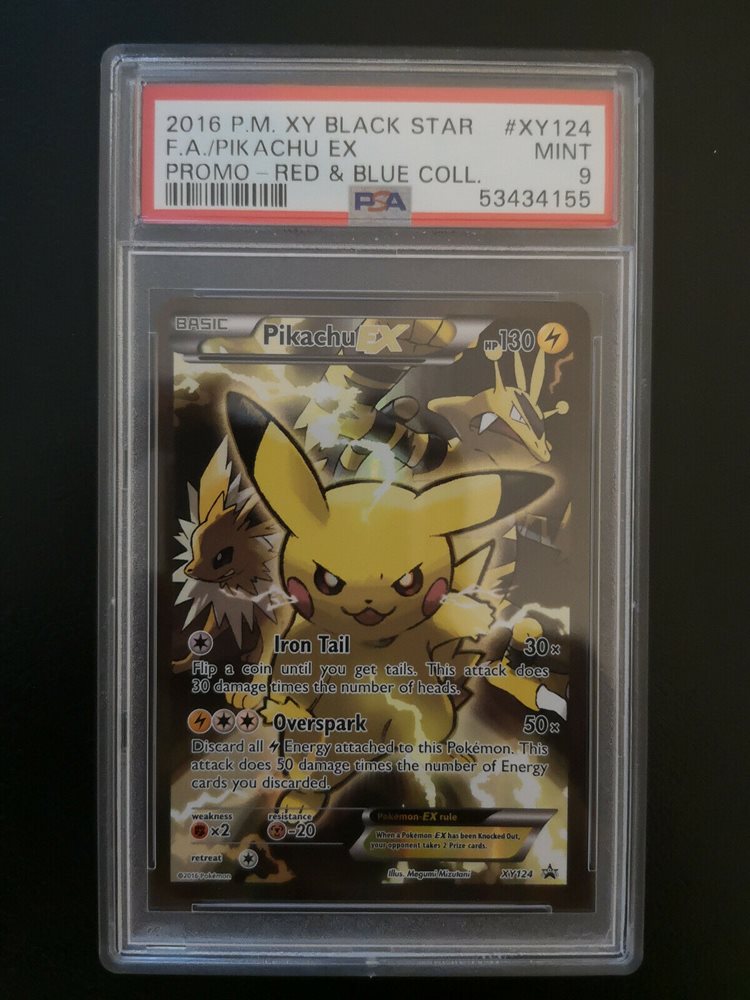 2016 P.M. XY BLACK STAR #XY124
F.A./PIKACHU EX MINT
PROMO - RED & BLUE COLL. 9
PSA 53434155
BASIC Pikachu EX HP130
Iron Tail 30×
Flip a coin until you get tails. This attack does
30 damage times the number of heads.
Overspark 50×
Discard all Energy attached to this Pokémon. This
attack does 50 damage times the number of Energy
cards you discarded.
weakness resistance Pokémon-EX rule
×2 -20 When a Pokémon-EX has been Knocked Out,
your opponent takes 2 Prize cards.
retreat
©2016 Pokémon Illus. Megumi Mizutani XY124